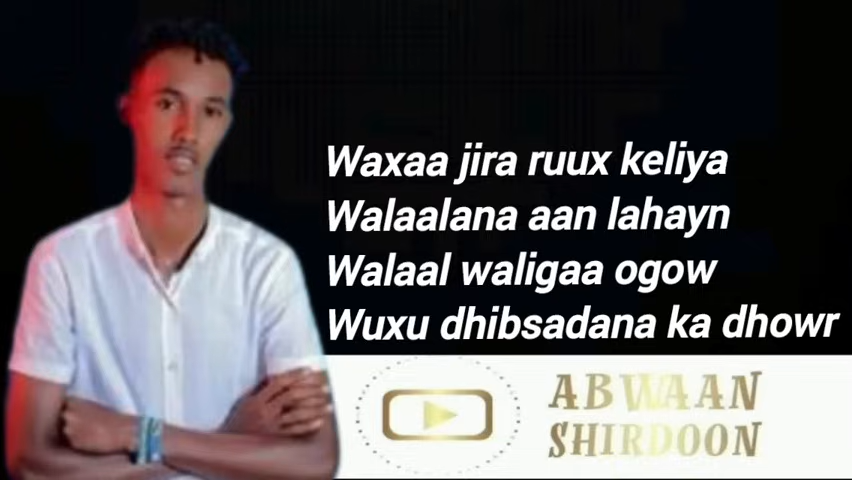 Waxaa jira ruux keliya
Walaalana aan lahayn
Walaal waligaa ogow
Wuxu dhibsadana ka dhowr
ABWAAN
SHIRDOON